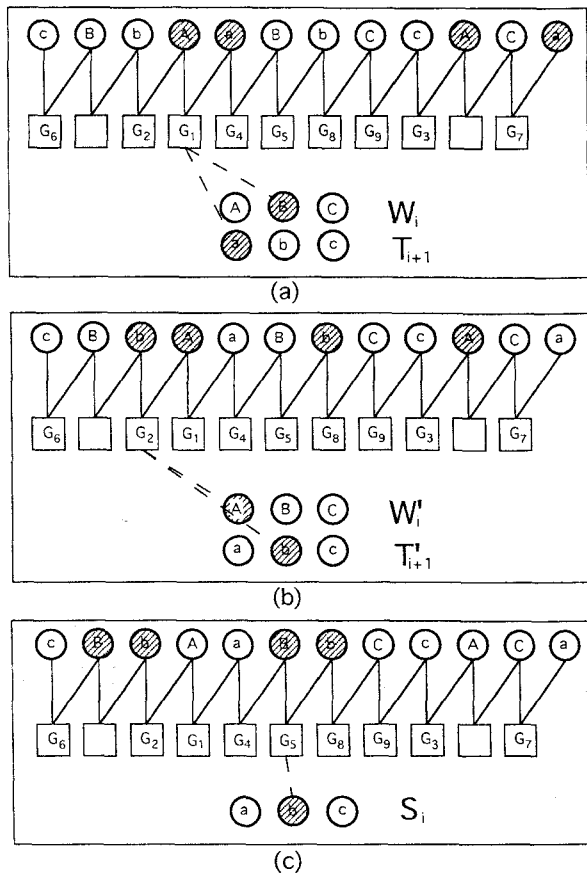 c B b A a B b C c A C a
G₆ G₂ G₁ G₄ G₅ G₈ G₉ G₃ G₇
A B C Wᵢ
a b c Tᵢ₊₁
(a)
c B b A a B b C c A C a
G₆ G₂ G₁ G₄ G₅ G₈ G₉ G₃ G₇
A B C W'ᵢ
a b c T'ᵢ₊₁
(b)
c B b A a B b C c A C a
G₆ G₂ G₁ G₄ G₅ G₈ G₉ G₃ G₇
a b c Sᵢ
(c)